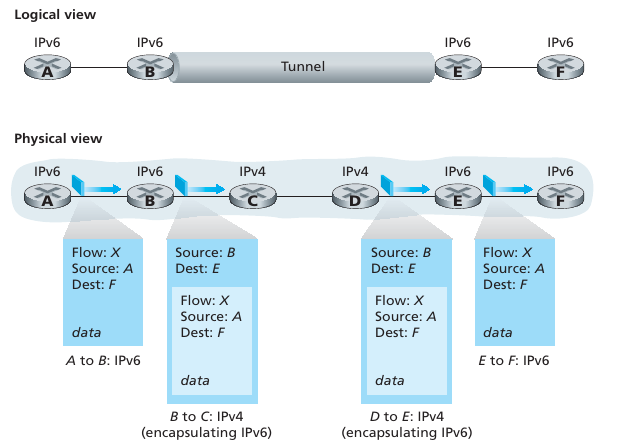 Logical view
IPv6 IPv6 IPv6 IPv6
A B Tunnel E F
Physical view
IPv6 IPv6 IPv4 IPv4 IPv6 IPv6
A B C D E F
Flow: X
Source: A
Dest: F
data
A to B: IPv6
Source: B
Dest: E
Flow: X
Source: A
Dest: F
data
B to C: IPv4
(encapsulating IPv6)
Source: B
Dest: E
Flow: X
Source: A
Dest: F
data
D to E: IPv4
(encapsulating IPv6)
Flow: X
Source: A
Dest: F
data
E to F: IPv6